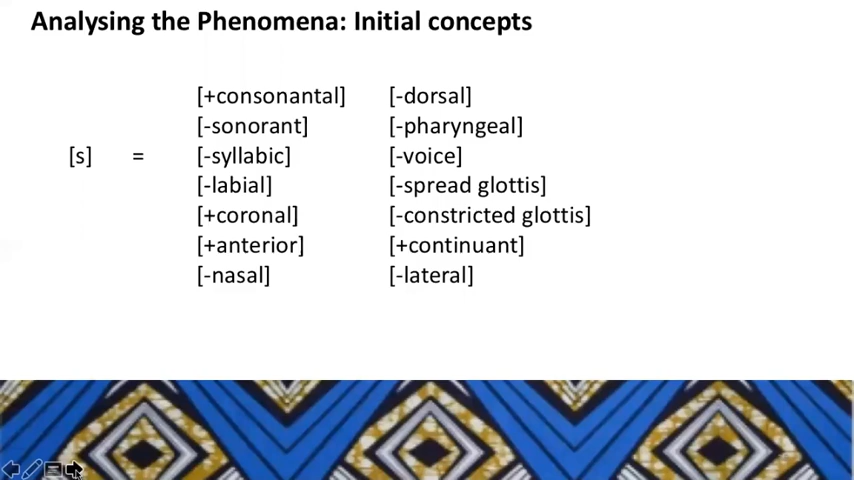 Analysing the Phenomena: Initial concepts
[+consonantal] [-dorsal]
[-sonorant] [-pharyngeal]
[s] = [-syllabic] [-voice]
[-labial] [-spread glottis]
[+coronal] [-constricted glottis]
[+anterior] [+continuant]
[-nasal] [-lateral]